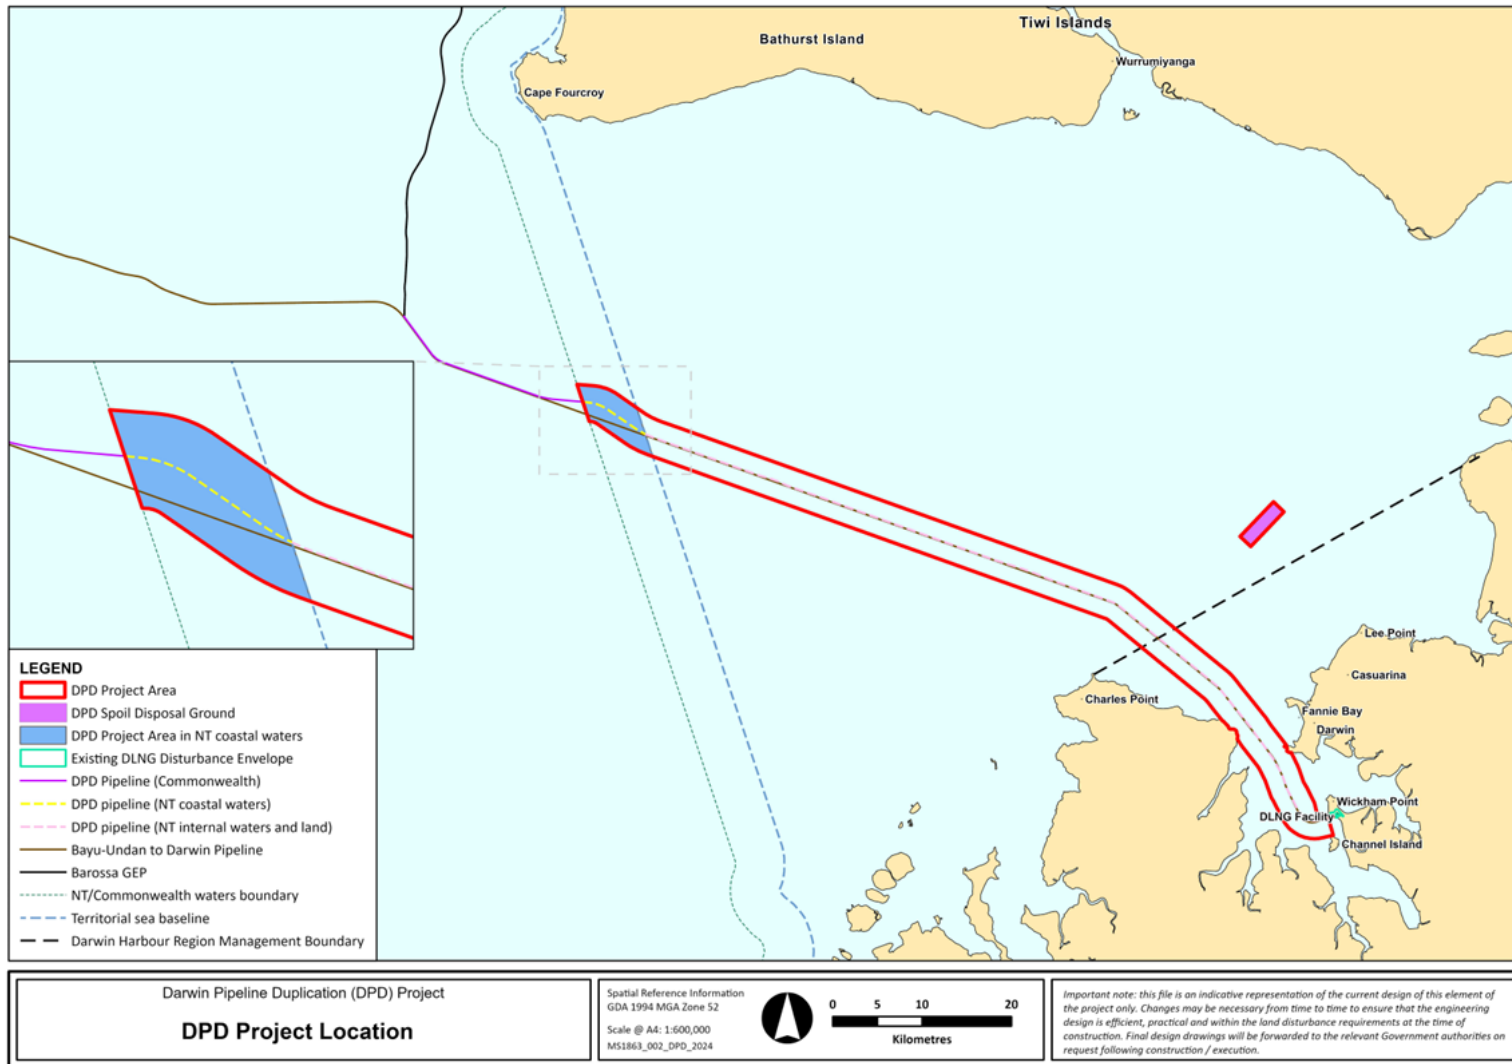 Tiwi Islands
Bathurst Island
Wurrumiyanga
Cape Fourcroy
Lee Point
Casuarina
Charles Point
Fannie Bay
Darwin
Wickham Point
DLNG Facility
Channel Island
LEGEND
DPD Project Area
DPD Spoil Disposal Ground
DPD Project Area in NT coastal waters
Existing DLNG Disturbance Envelope
DPD Pipeline (Commonwealth)
DPD pipeline (NT coastal waters)
DPD pipeline (NT internal waters and land)
Bayu-Undan to Darwin Pipeline
Barossa GEP
NT/Commonwealth waters boundary
Territorial sea baseline
Darwin Harbour Region Management Boundary
Darwin Pipeline Duplication (DPD) Project
DPD Project Location
Spatial Reference Information
GDA 1994 MGA Zone 52
Scale @ A4: 1:600,000
MS1863_002_DPD_2024
0 5 10 20
Kilometres
Important note: this file is an indicative representation of the current design of this element of
the project only. Changes may be necessary from time to time to ensure that the engineering
design is efficient, practical and within the land disturbance requirements at the time of
construction. Final design drawings will be forwarded to the relevant Government authorities on
request following construction / execution.